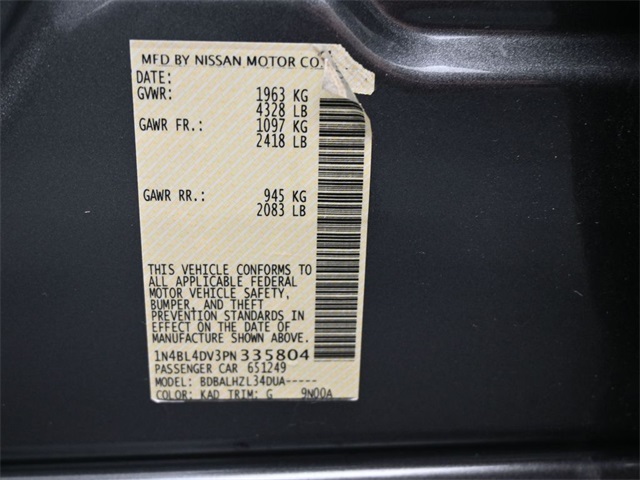 MFD BY NISSAN MOTOR CO
DATE:
GVWR: 1963 KG
4328 LB
GAWR FR.: 1097 KG
2418 LB
GAWR RR.: 945 KG
2083 LB
THIS VEHICLE CONFORMS TO
ALL APPLICABLE FEDERAL
MOTOR VEHICLE SAFETY,
BUMPER, AND THEFT
PREVENTION STANDARDS IN
EFFECT ON THE DATE OF
MANUFACTURE SHOWN ABOVE.
1N4BL4DV3PN335804
PASSENGER CAR 651249
MODEL: BDBALHZL34DUA-----
COLOR: KAD TRIM: G 9N00A